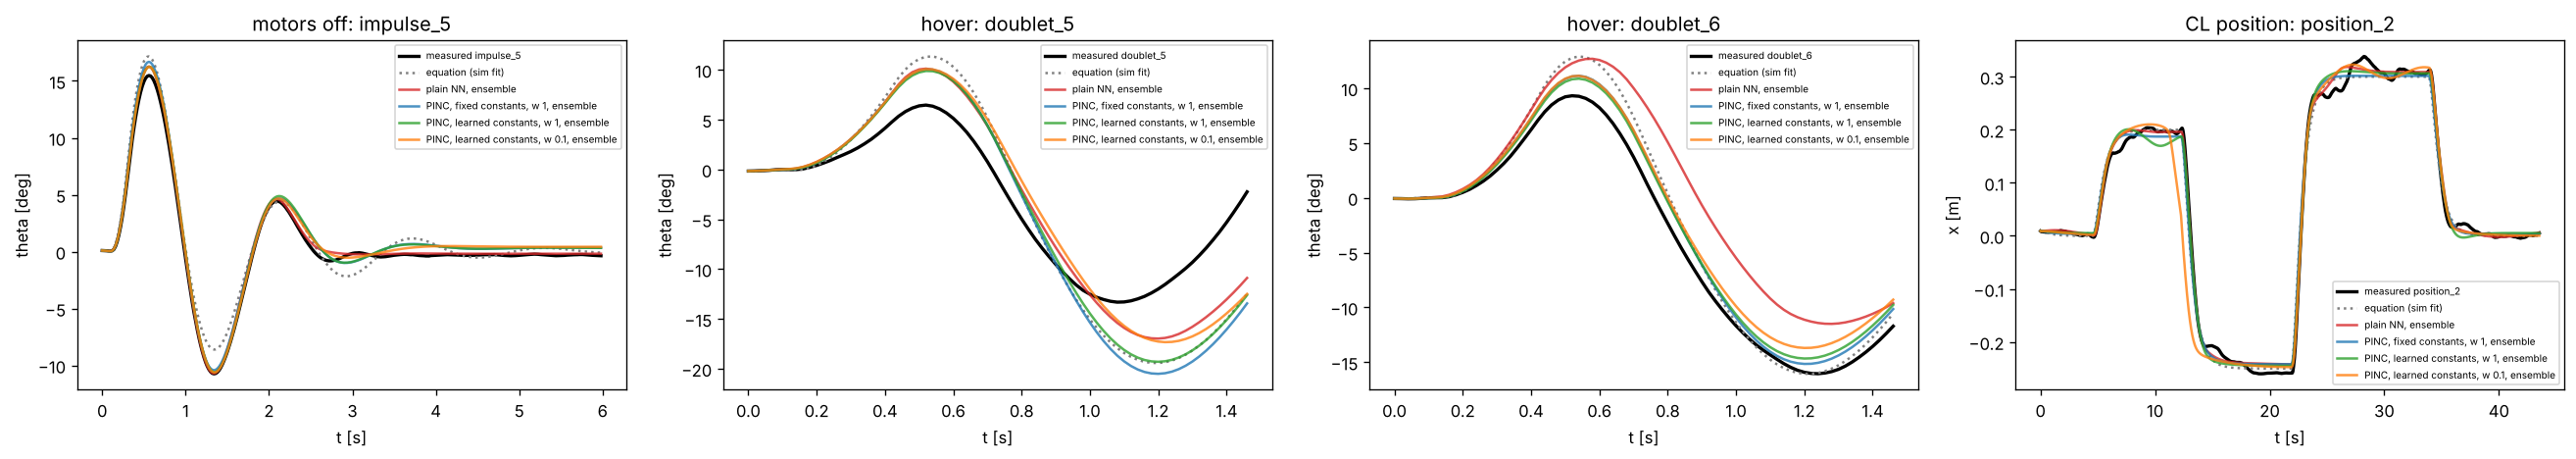 motors off: impulse_5
measured impulse_5
equation (sim fit)
plain NN, ensemble
PINC, fixed constants, w 1, ensemble
PINC, learned constants, w 1, ensemble
PINC, learned constants, w 0.1, ensemble
theta [deg]
15
10
5
0
−5
−10
0
1
2
3
4
5
6
t [s]
hover: doublet_5
measured doublet_5
equation (sim fit)
plain NN, ensemble
PINC, fixed constants, w 1, ensemble
PINC, learned constants, w 1, ensemble
PINC, learned constants, w 0.1, ensemble
theta [deg]
10
5
0
−5
−10
−15
−20
0.0
0.2
0.4
0.6
0.8
1.0
1.2
1.4
t [s]
hover: doublet_6
measured doublet_6
equation (sim fit)
plain NN, ensemble
PINC, fixed constants, w 1, ensemble
PINC, learned constants, w 1, ensemble
PINC, learned constants, w 0.1, ensemble
theta [deg]
10
5
0
−5
−10
−15
0.0
0.2
0.4
0.6
0.8
1.0
1.2
1.4
t [s]
CL position: position_2
x [m]
0.3
0.2
0.1
0.0
−0.1
−0.2
measured position_2
equation (sim fit)
plain NN, ensemble
PINC, fixed constants, w 1, ensemble
PINC, learned constants, w 1, ensemble
PINC, learned constants, w 0.1, ensemble
0
10
20
30
40
t [s]